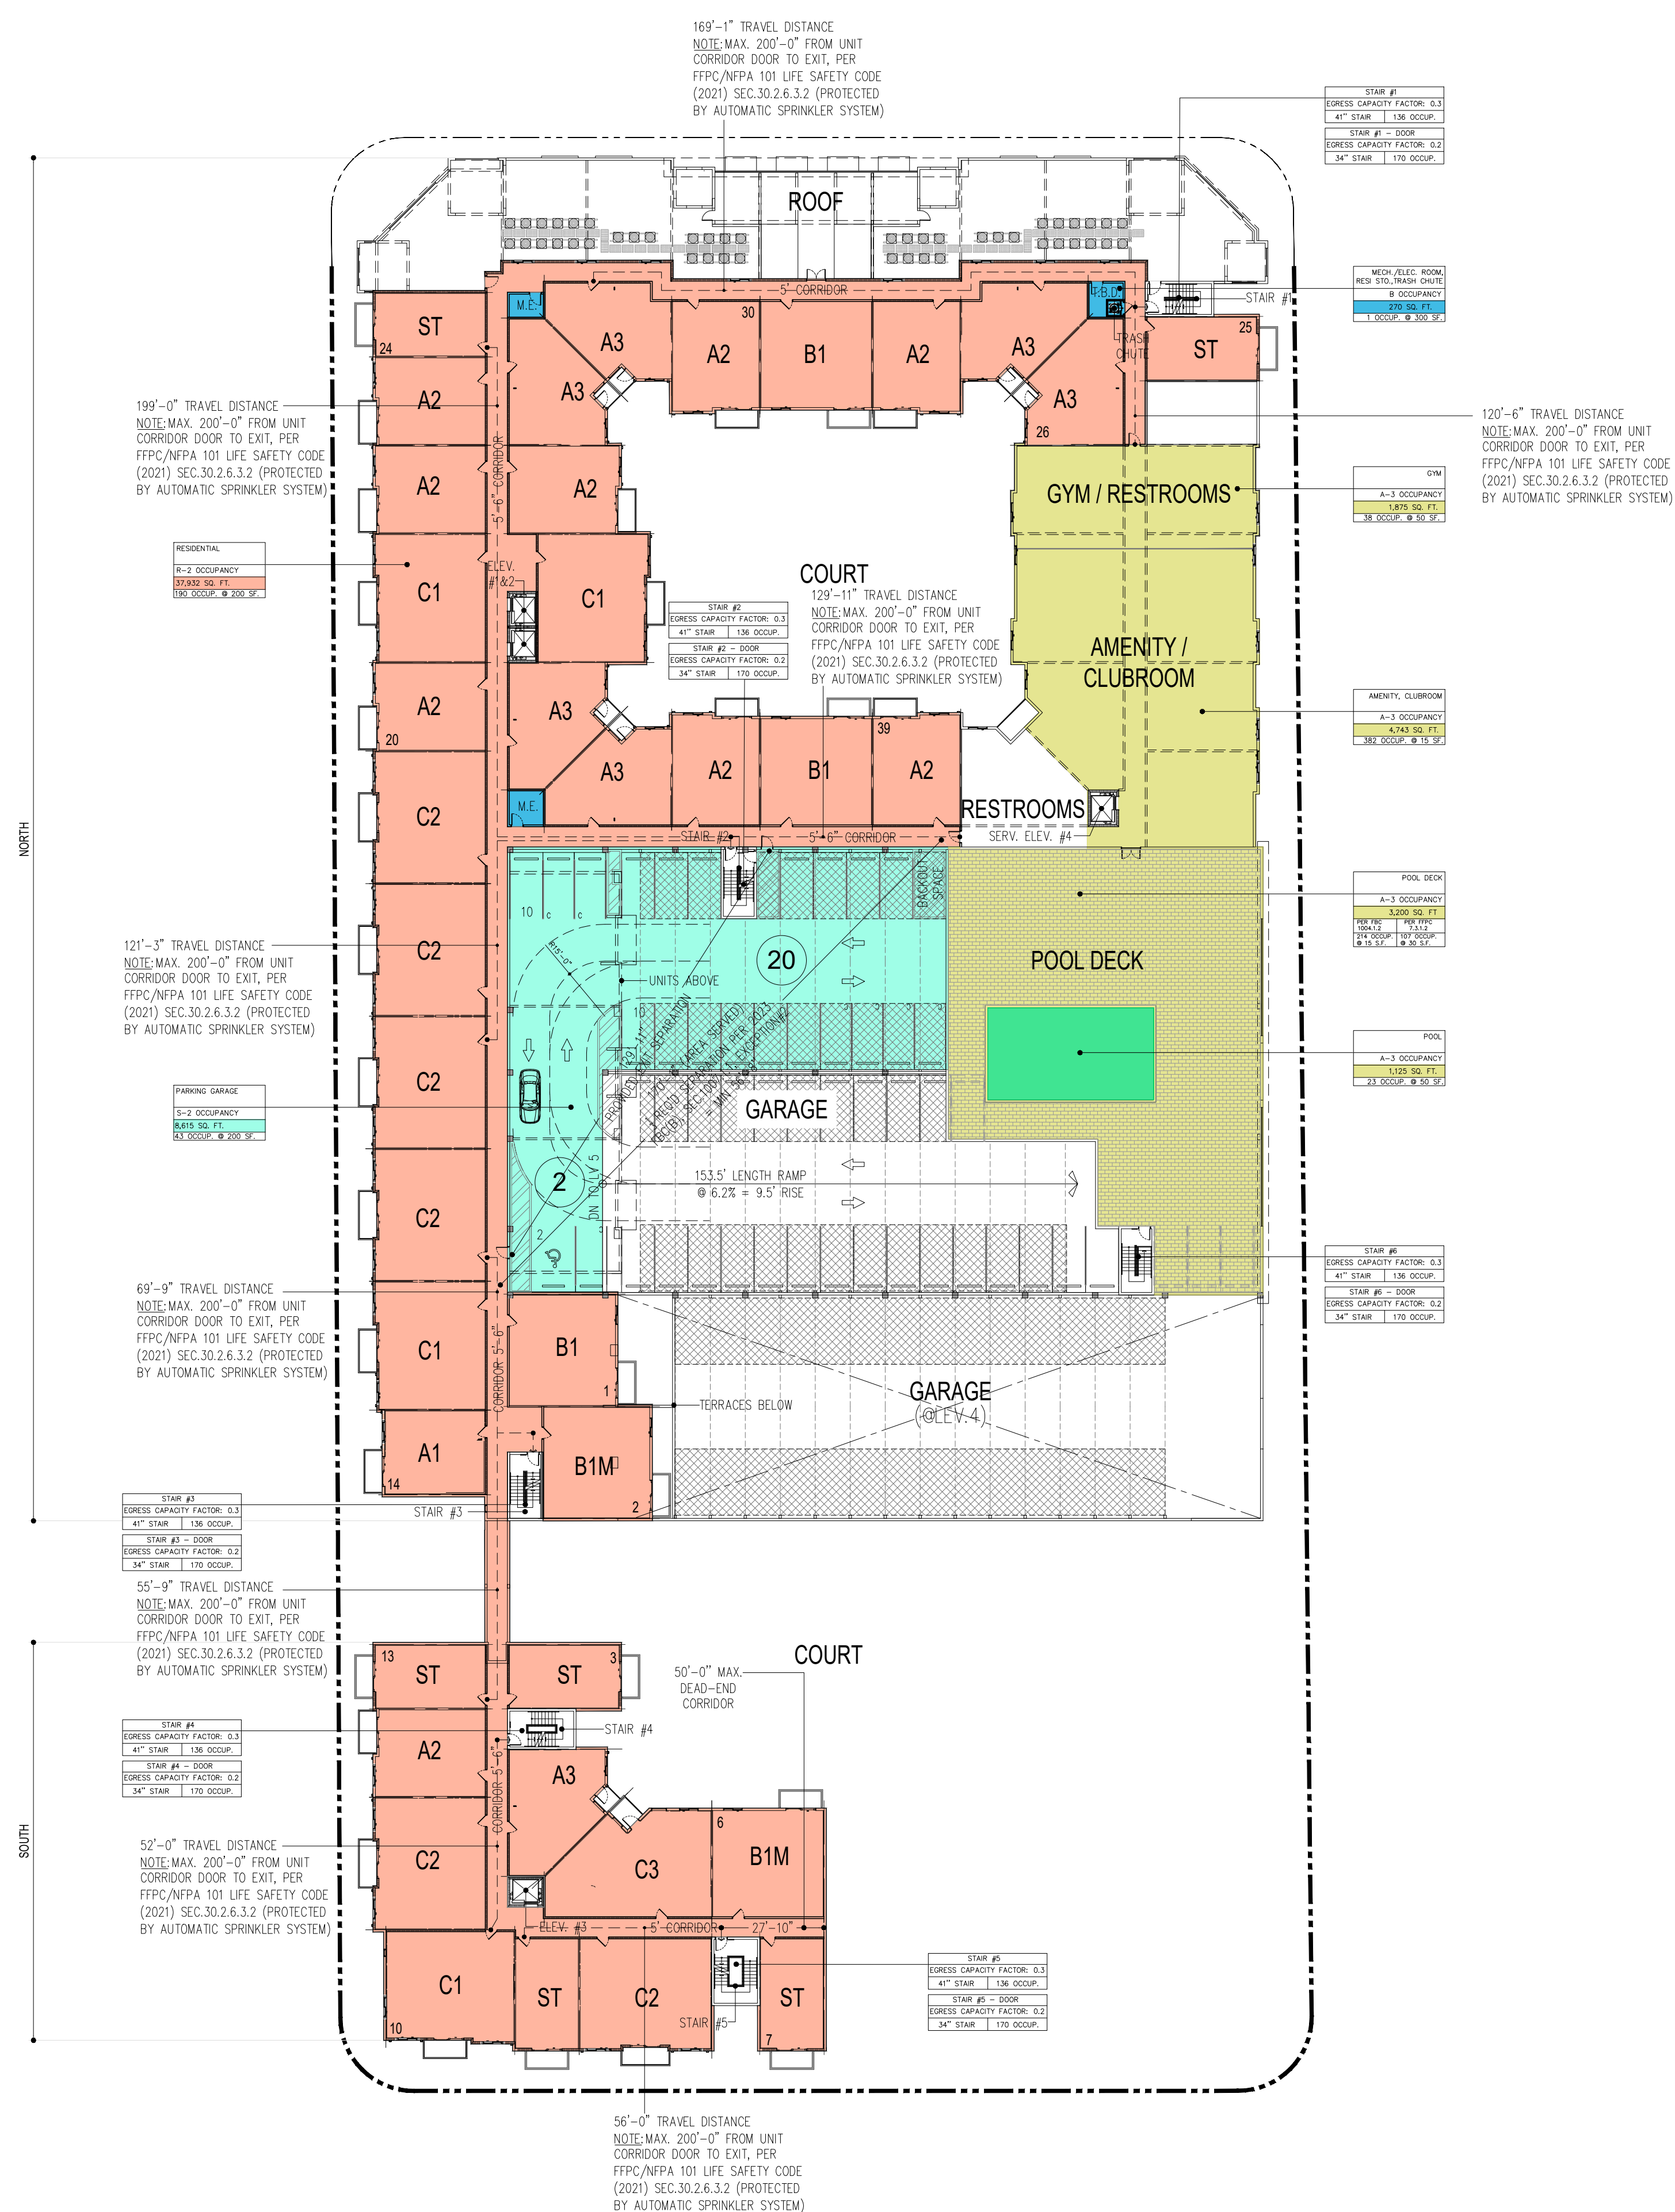 169'-1" TRAVEL DISTANCE
NOTE: MAX. 200'-0" FROM UNIT
CORRIDOR DOOR TO EXIT, PER
FFPC/NFPA 101 LIFE SAFETY CODE
(2021) SEC.30.2.6.3.2 (PROTECTED
BY AUTOMATIC SPRINKLER SYSTEM)
STAIR #1
EGRESS CAPACITY FACTOR: 0.3
41" STAIR 136 OCCUP.
STAIR #1 - DOOR
EGRESS CAPACITY FACTOR: 0.2
34" STAIR 170 OCCUP.
ROOF
MECH./ELEC. ROOM,
RESI STO.,TRASH CHUTE
B OCCUPANCY
270 SQ. FT.
1 OCCUP. @ 300 SF.
5' CORRIDOR
M.E.
T.B.D.
STAIR #1
TRASH
CHUTE
ST
24
A3
30
A2
B1
A2
A3
25
ST
A2
A3
A3
26
199'-0" TRAVEL DISTANCE
NOTE: MAX. 200'-0" FROM UNIT
CORRIDOR DOOR TO EXIT, PER
FFPC/NFPA 101 LIFE SAFETY CODE
(2021) SEC.30.2.6.3.2 (PROTECTED
BY AUTOMATIC SPRINKLER SYSTEM)
120'-6" TRAVEL DISTANCE
NOTE: MAX. 200'-0" FROM UNIT
CORRIDOR DOOR TO EXIT, PER
FFPC/NFPA 101 LIFE SAFETY CODE
(2021) SEC.30.2.6.3.2 (PROTECTED
BY AUTOMATIC SPRINKLER SYSTEM)
5'-6" CORRIDOR
A2
A2
GYM / RESTROOMS
GYM
A-3 OCCUPANCY
1,875 SQ. FT.
38 OCCUP. @ 50 SF.
RESIDENTIAL
R-2 OCCUPANCY
37,932 SQ. FT.
190 OCCUP. @ 200 SF.
C1
ELEV.
#1&2
C1
COURT
129'-11" TRAVEL DISTANCE
NOTE: MAX. 200'-0" FROM UNIT
CORRIDOR DOOR TO EXIT, PER
FFPC/NFPA 101 LIFE SAFETY CODE
(2021) SEC.30.2.6.3.2 (PROTECTED
BY AUTOMATIC SPRINKLER SYSTEM)
STAIR #2
EGRESS CAPACITY FACTOR: 0.3
41" STAIR 136 OCCUP.
STAIR #2 - DOOR
EGRESS CAPACITY FACTOR: 0.2
34" STAIR 170 OCCUP.
AMENITY /
CLUBROOM
AMENITY, CLUBROOM
A-3 OCCUPANCY
4,743 SQ. FT.
382 OCCUP. @ 15 SF.
A2
20
A3
A3
A2
B1
39
A2
C2
M.E.
RESTROOMS
SERV. ELEV. #4
STAIR #2
5'-6" CORRIDOR
NORTH
10
c
c
BACKOUT
SPACE
POOL DECK
A-3 OCCUPANCY
3,200 SQ. FT
PER FBC
1004.1.2
PER FFPC
7.3.1.2
214 OCCUP.
@ 15 S.F.
107 OCCUP.
@ 30 S.F.
C2
R15'-0"
20
POOL DECK
121'-3" TRAVEL DISTANCE
NOTE: MAX. 200'-0" FROM UNIT
CORRIDOR DOOR TO EXIT, PER
FFPC/NFPA 101 LIFE SAFETY CODE
(2021) SEC.30.2.6.3.2 (PROTECTED
BY AUTOMATIC SPRINKLER SYSTEM)
UNITS ABOVE
10
129'-11"
PROVIDED EXIT SEPARATION
170' (AREA SERVED)
POOL
A-3 OCCUPANCY
1,125 SQ. FT.
23 OCCUP. @ 50 SF.
C2
PARKING GARAGE
S-2 OCCUPANCY
8,615 SQ. FT.
43 OCCUP. @ 200 SF.
GARAGE
C2
2
DN TO LV 5
153.5' LENGTH RAMP
@ 6.2% = 9.5' RISE
2
3
STAIR #6
EGRESS CAPACITY FACTOR: 0.3
41" STAIR 136 OCCUP.
STAIR #6 - DOOR
EGRESS CAPACITY FACTOR: 0.2
34" STAIR 170 OCCUP.
69'-9" TRAVEL DISTANCE
NOTE: MAX. 200'-0" FROM UNIT
CORRIDOR DOOR TO EXIT, PER
FFPC/NFPA 101 LIFE SAFETY CODE
(2021) SEC.30.2.6.3.2 (PROTECTED
BY AUTOMATIC SPRINKLER SYSTEM)
C1
CORRIDOR 5'-6"
B1
1
TERRACES BELOW
GARAGE
(@LEV.4)
A1
14
B1M
2
STAIR #3
STAIR #3
EGRESS CAPACITY FACTOR: 0.3
41" STAIR 136 OCCUP.
STAIR #3 - DOOR
EGRESS CAPACITY FACTOR: 0.2
34" STAIR 170 OCCUP.
55'-9" TRAVEL DISTANCE
NOTE: MAX. 200'-0" FROM UNIT
CORRIDOR DOOR TO EXIT, PER
FFPC/NFPA 101 LIFE SAFETY CODE
(2021) SEC.30.2.6.3.2 (PROTECTED
BY AUTOMATIC SPRINKLER SYSTEM)
13
ST
ST
3
COURT
50'-0" MAX.
DEAD-END
CORRIDOR
STAIR #4
EGRESS CAPACITY FACTOR: 0.3
41" STAIR 136 OCCUP.
STAIR #4 - DOOR
EGRESS CAPACITY FACTOR: 0.2
34" STAIR 170 OCCUP.
STAIR #4
A2
CORRIDOR 5'-6"
A3
SOUTH
52'-0" TRAVEL DISTANCE
NOTE: MAX. 200'-0" FROM UNIT
CORRIDOR DOOR TO EXIT, PER
FFPC/NFPA 101 LIFE SAFETY CODE
(2021) SEC.30.2.6.3.2 (PROTECTED
BY AUTOMATIC SPRINKLER SYSTEM)
C2
C3
6
B1M
ELEV. #3
5' CORRIDOR
27'-10"
C1
10
ST
C2
STAIR #5
ST
7
STAIR #5
EGRESS CAPACITY FACTOR: 0.3
41" STAIR 136 OCCUP.
STAIR #5 - DOOR
EGRESS CAPACITY FACTOR: 0.2
34" STAIR 170 OCCUP.
56'-0" TRAVEL DISTANCE
NOTE: MAX. 200'-0" FROM UNIT
CORRIDOR DOOR TO EXIT, PER
FFPC/NFPA 101 LIFE SAFETY CODE
(2021) SEC.30.2.6.3.2 (PROTECTED
BY AUTOMATIC SPRINKLER SYSTEM)